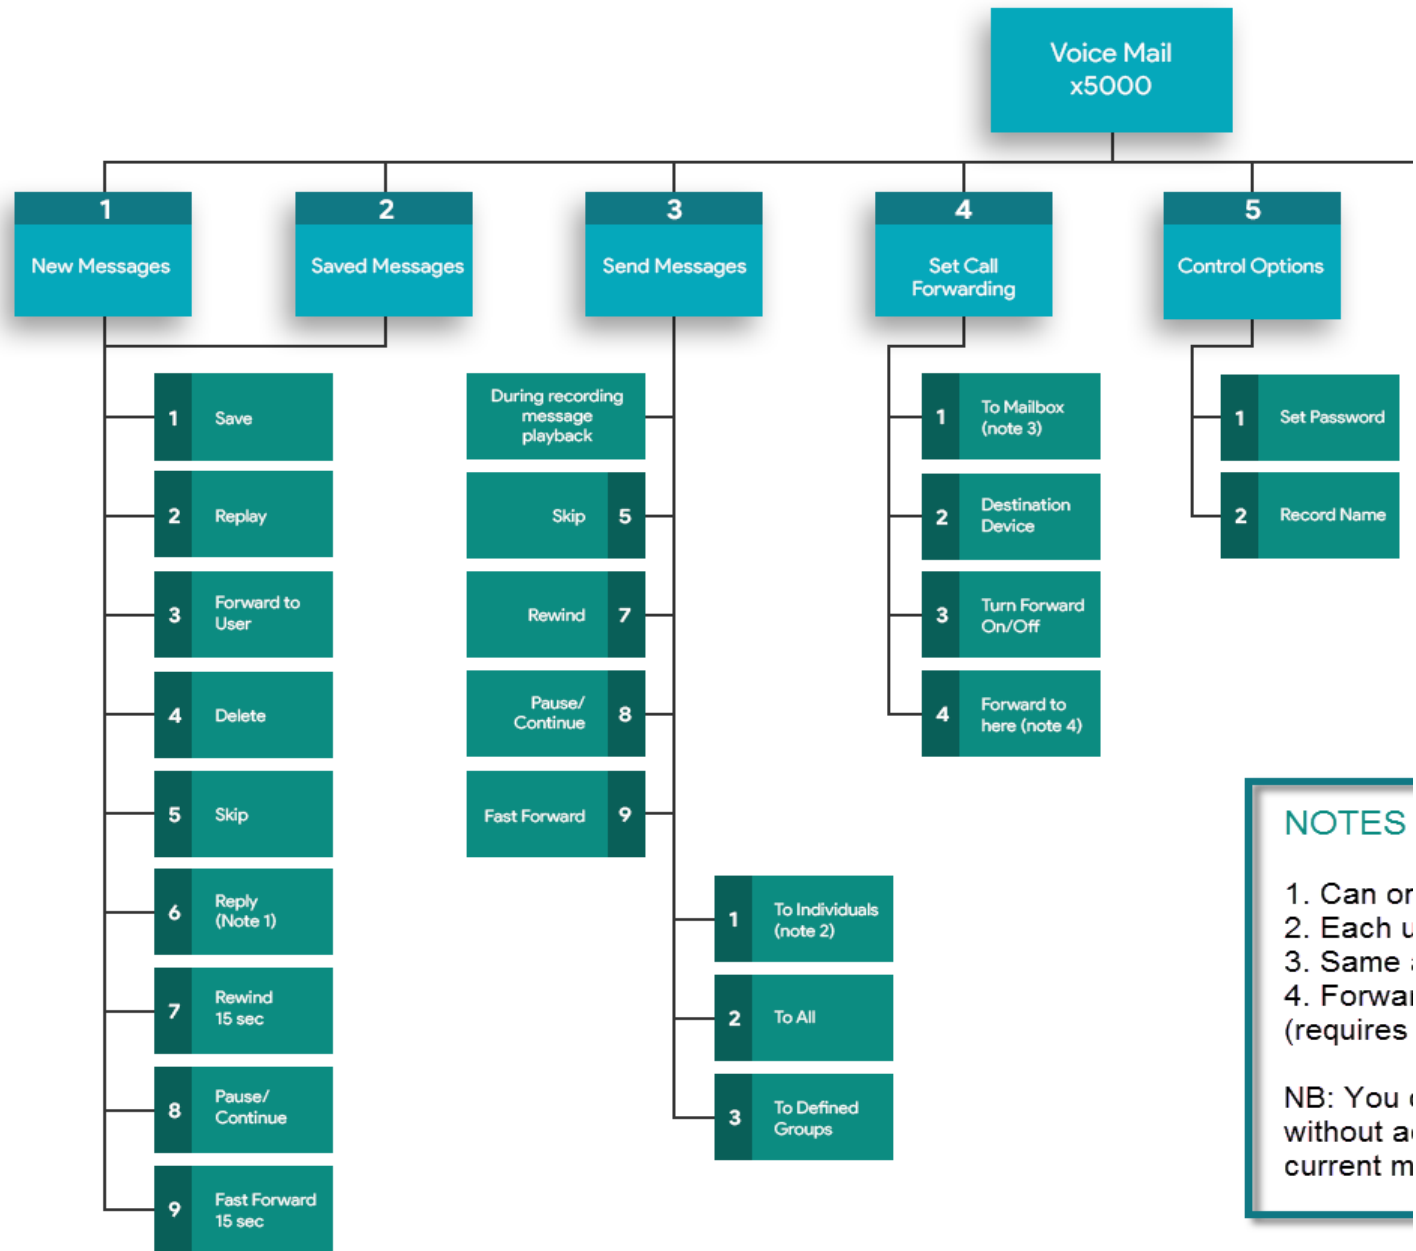 Voice Mail
x5000
1
New Messages
2
Saved Messages
3
Send Messages
4
Set Call
Forwarding
5
Control Options
1
Save
2
Replay
3
Forward to
User
4
Delete
5
Skip
6
Reply
(Note 1)
7
Rewind
15 sec
8
Pause/
Continue
9
Fast Forward
15 sec
During recording
message
playback
Skip
5
Rewind
7
Pause/
Continue
8
Fast Forward
9
1
To Individuals
(note 2)
2
To All
3
To Defined
Groups
1
To Mailbox
(note 3)
2
Destination
Device
3
Turn Forward
On/Off
4
Forward to
here (note 4)
1
Set Password
2
Record Name
NOTES
1. Can
2. Each
3. Same
4.
(requires
NB: You
without
current